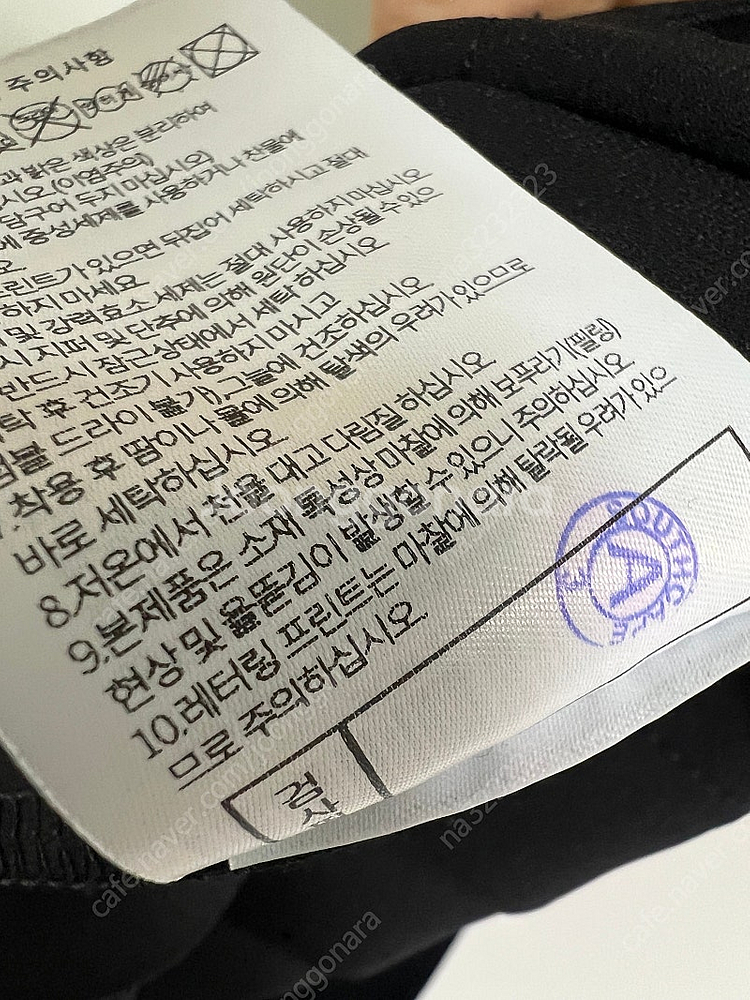 주의사항
과 밝은 색상은 분리하여
시오(이염주의)
담구어 두지 마십시오)
에 중성세제를 사용하거나 찬물에
오
프린트가 있으면 뒤집어 세탁하시고 절대
하지 마세요
및 강력효소 세제는 절대 사용하지 마십시오
시 지퍼 및 단추에 의해 원단이 손상될 수 있으
반드시 잠근상태에서 세탁 하십시오
탁 후 건조기 사용하지 마시고
텀블 드라이 불가),그늘에 건조하십시오
7.착용 후 땀이나 물에 의해 탈색의 우려가 있으므로
바로 세탁하십시오
8.저온에서 천을 대고 다림질 하십시오
9.본제품은 소재 특성상 마찰에 의해 보푸라기(필링)
현상 및 올뜯김이 발생할 수 있으니 주의하십시오
10.레터링 프린트는 마찰에 의해 탈락될 우려가 있으
므로 주의하십시오
SOUTHCAPE
A
검사
cafe.naver.com/joonggonara
na3232323